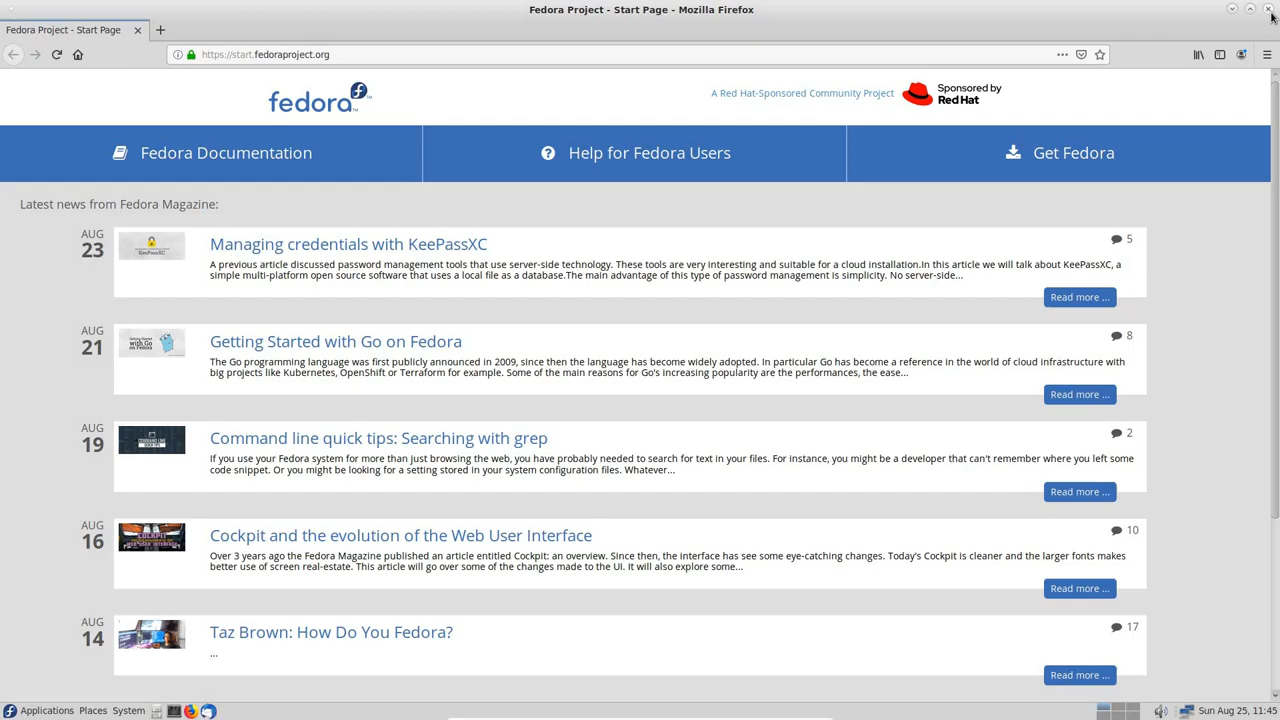 Fedora Project - Start Page - Mozilla Firefox
Fedora Project - Start Page
https://start.fedoraproject.org
fedora
A Red Hat-Sponsored Community Project
Sponsored by
Red Hat
Fedora Documentation
Help for Fedora Users
Get Fedora
Latest news from Fedora Magazine:
AUG
23
KeePassXC
Managing credentials with KeePassXC
5
A previous article discussed password management tools that use server-side technology. These tools are very interesting and suitable for a cloud installation.In this article we will talk about KeePassXC, a
simple multi-platform open source software that uses a local file as a database.The main advantage of this type of password management is simplicity. No server-side...
Read more ...
AUG
21
Getting Started
with Go on
Fedora
Getting Started with Go on Fedora
8
The Go programming language was first publicly announced in 2009, since then the language has become widely adopted. In particular Go has become a reference in the world of cloud infrastructure with
big projects like Kubernetes, OpenShift or Terraform for example. Some of the main reasons for Go's increasing popularity are the performances, the ease...
Read more ...
AUG
19
COMMAND LINE
QUICK TIPS
Command line quick tips: Searching with grep
2
If you use your Fedora system for more than just browsing the web, you have probably needed to search for text in your files. For instance, you might be a developer that can't remember where you left some
code snippet. Or you might be looking for a setting stored in your system configuration files. Whatever...
Read more ...
AUG
16
COCKPIT
WEB USER INTERFACE
Cockpit and the evolution of the Web User Interface
10
Over 3 years ago the Fedora Magazine published an article entitled Cockpit: an overview. Since then, the interface has see some eye-catching changes. Today's Cockpit is cleaner and the larger fonts makes
better use of screen real-estate. This article will go over some of the changes made to the UI. It will also explore some...
Read more ...
AUG
14
Taz Brown: How Do You Fedora?
17
...
Read more ...
Applications Places System
Sun Aug 25, 11:45